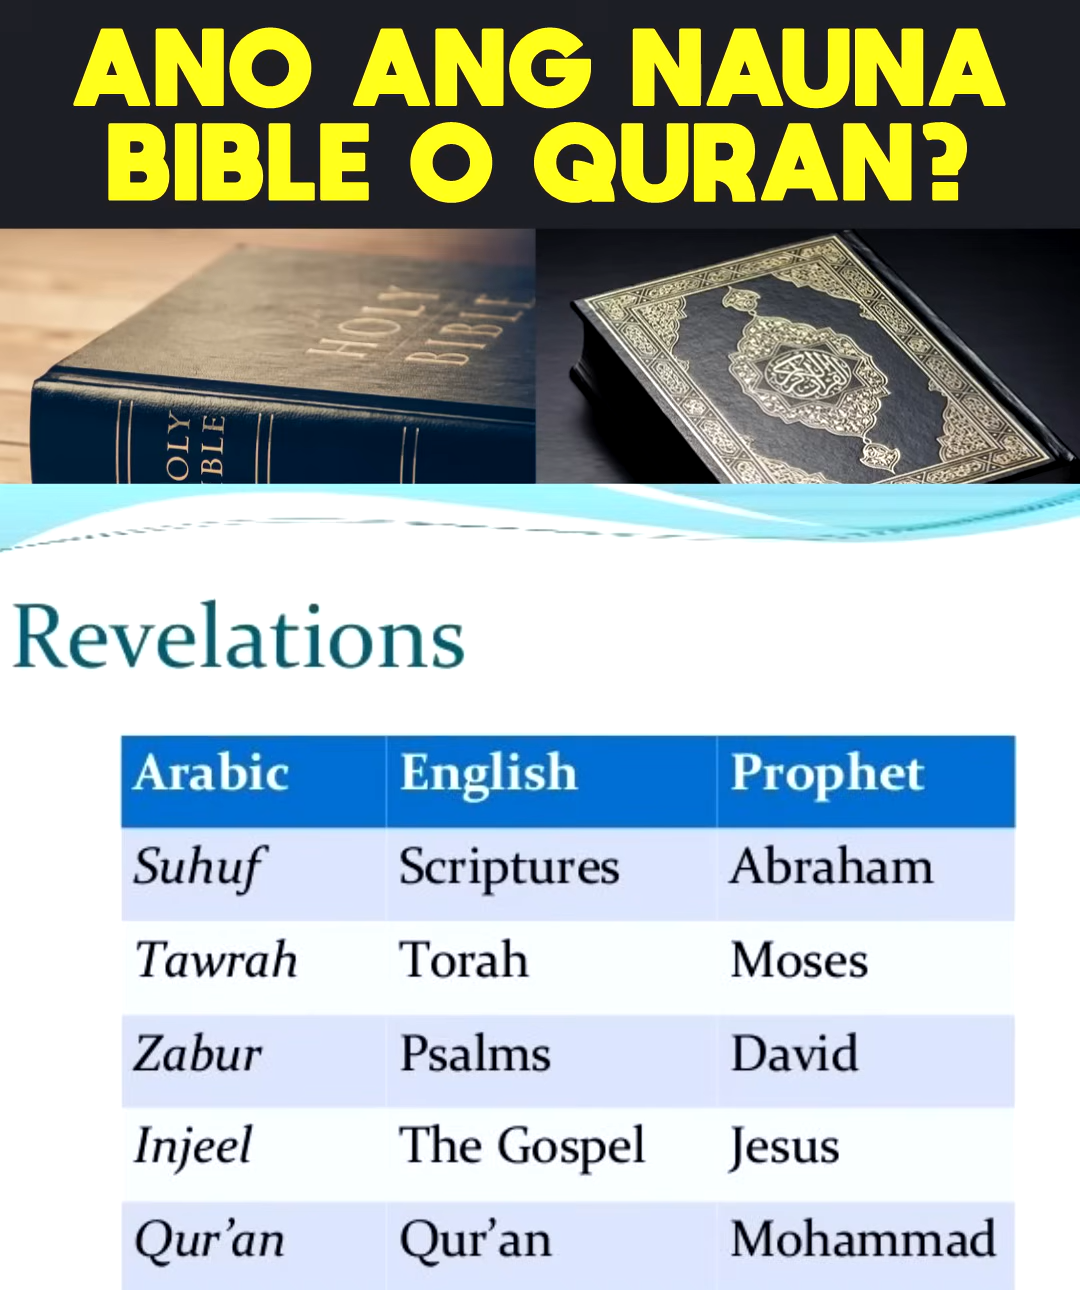 ANO ANG NAUNA
BIBLE O QURAN?
HOLY
BIBLE
OLY
IBLE
Revelations
Arabic English Prophet
Suhuf Scriptures Abraham
Tawrah Torah Moses
Zabur Psalms David
Injeel The Gospel Jesus
Qur’an Qur’an Mohammad